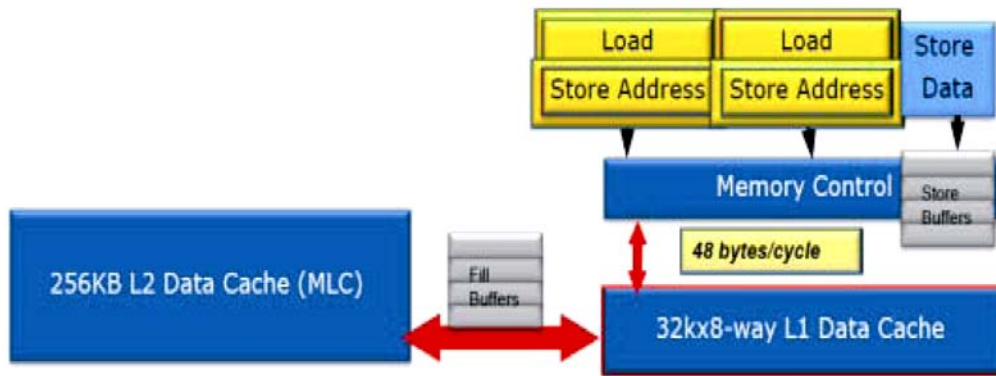 Load
Load
Store
Data
Store Address
Store Address
Memory Control
Store
Buffers
48 bytes/cycle
256KB L2 Data Cache (MLC)
Fill
Buffers
32kx8-way L1 Data Cache